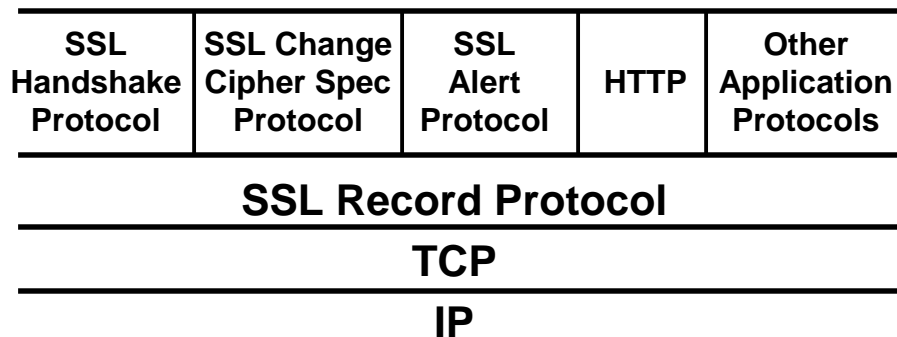 SSL
Handshake
Protocol
SSL Change
Cipher Spec
Protocol
SSL
Alert
Protocol
HTTP
Other
Application
Protocols
SSL Record Protocol
TCP
IP